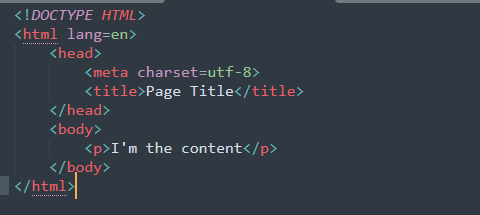 <!DOCTYPE HTML>
<html lang=en>
    <head>
        <meta charset=utf-8>
        <title>Page Title</title>
    </head>
    <body>
        <p>I'm the content</p>
    </body>
</html>